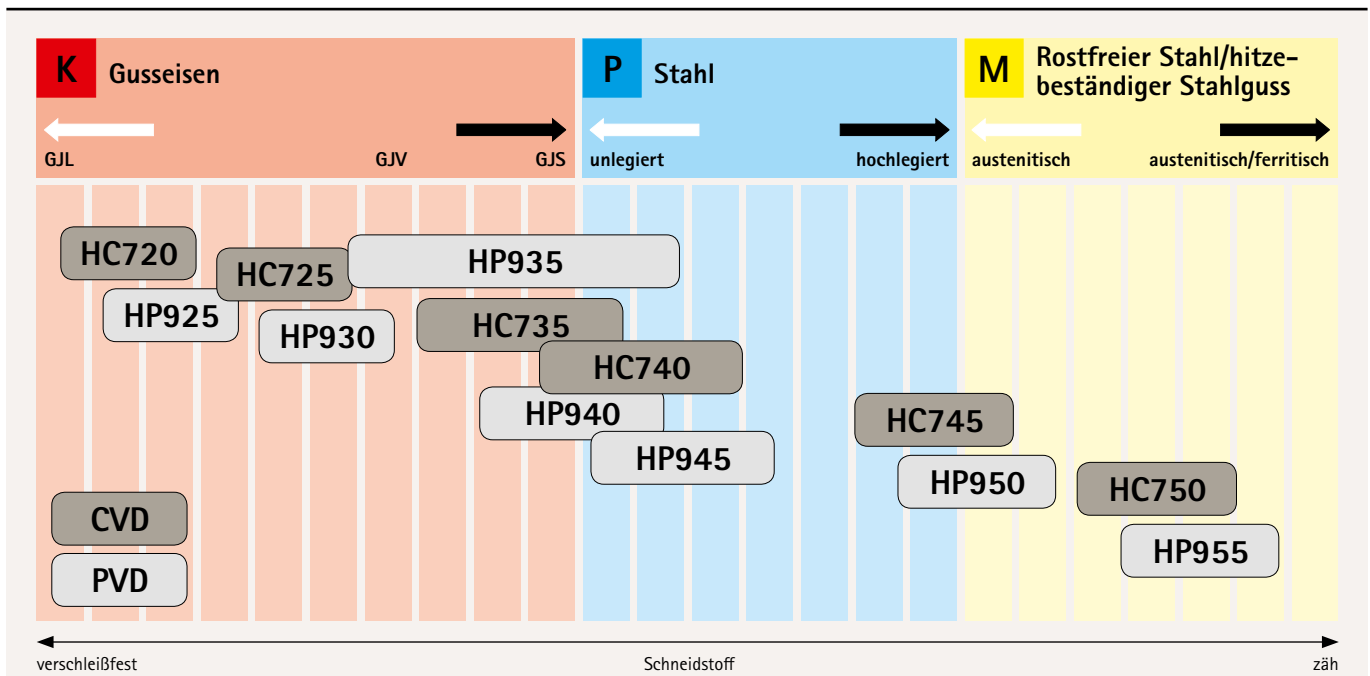 K Gusseisen
GJL GJV GJS
P Stahl
unlegiert hochlegiert
M Rostfreier Stahl/hitze-
beständiger Stahlguss
austenitisch austenitisch/ferritisch
HC720
HC725
HP935
HP925
HP930
HC735
HC740
HP940
HP945
HC745
HP950
HC750
HP955
CVD
PVD
verschleißfest Schneidstoff zäh